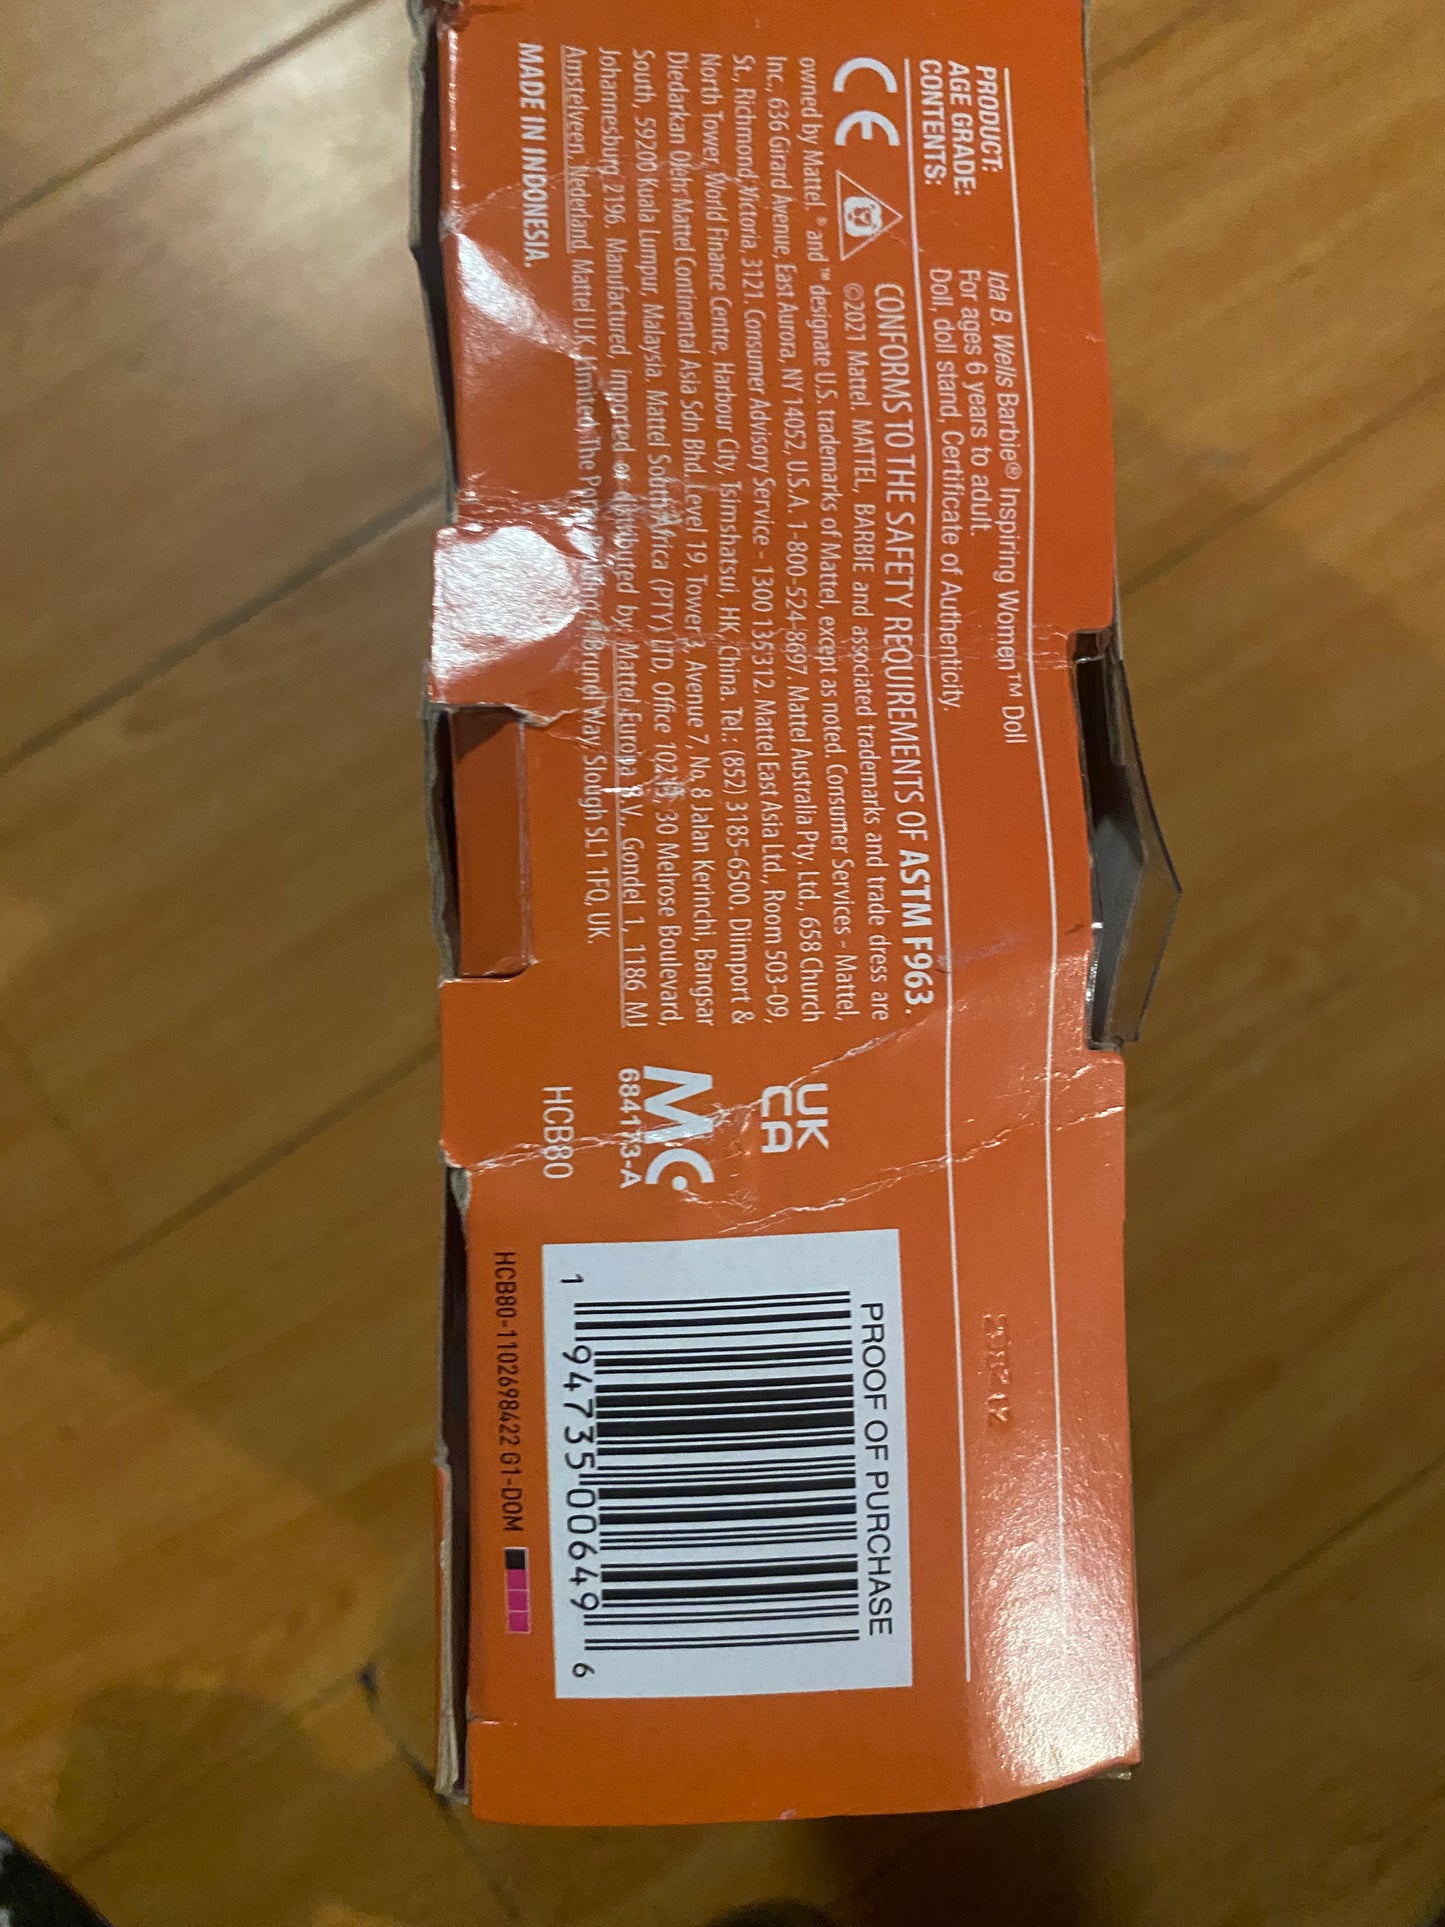 PRODUCT: Ida B. Wells Barbie® Inspiring Women™ Doll
AGE GRADE: For ages 6 years to adult.
CONTENTS: Doll, doll stand, Certificate of Authenticity.
CE CONFORMS TO THE SAFETY REQUIREMENTS OF ASTM F963.
©2021 Mattel. MATTEL, BARBIE and associated trademarks and trade dress are
owned by Mattel. ® and ™ designate U.S. trademarks of Mattel, except as noted. Consumer Services - Mattel,
Inc., 636 Girard Avenue, East Aurora, NY 14052, U.S.A. 1-800-524-8697. Mattel Australia Pty. Ltd., 658 Church
St., Richmond, Victoria, 3121. Consumer Advisory Service - 1300 135 312. Mattel East Asia Ltd., Room 503-09,
North Tower, World Finance Centre, Harbour City, Tsimshatsui, HK, China. Tel.: (852) 3185-6500. Diimport &
Diedarkan Oleh: Mattel Continental Asia Sdn Bhd. Level 19, Tower 3, Avenue 7, No. 8 Jalan Kerinchi, Bangsar
South, 59200 Kuala Lumpur, Malaysia. Mattel South Africa (PTY) LTD, Office 30 Melrose Boulevard,
Johannesburg 2196. Manufactured, imported or distributed by: Mattel Europa B.V., Gondel 1, 1186 MJ
Amstelveen, Nederland. Mattel U.K. Limited, The Brunel Way, Slough SL1 1FQ, UK.
MADE IN INDONESIA.
UK
CA
MC
684173-A
HCB80
PROOF OF PURCHASE
1 94735 00649 6
HCB80-1102698422 G1-DOM